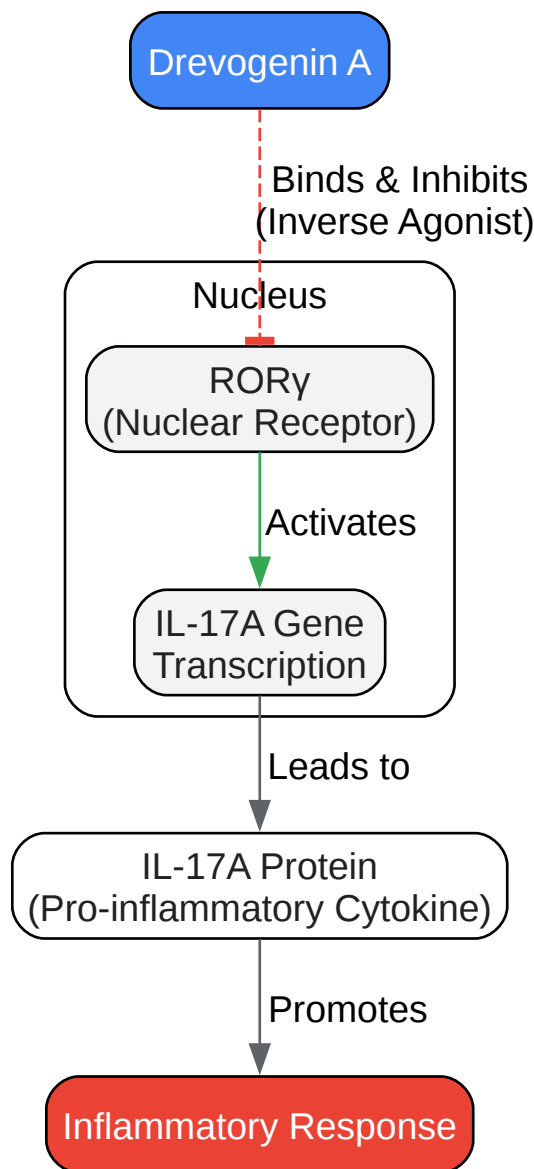 Drevogenin A
Binds & Inhibits
(Inverse Agonist)
Nucleus
RORγ
(Nuclear Receptor)
Activates
IL-17A Gene
Transcription
Leads to
IL-17A Protein
(Pro-inflammatory Cytokine)
Promotes
Inflammatory Response